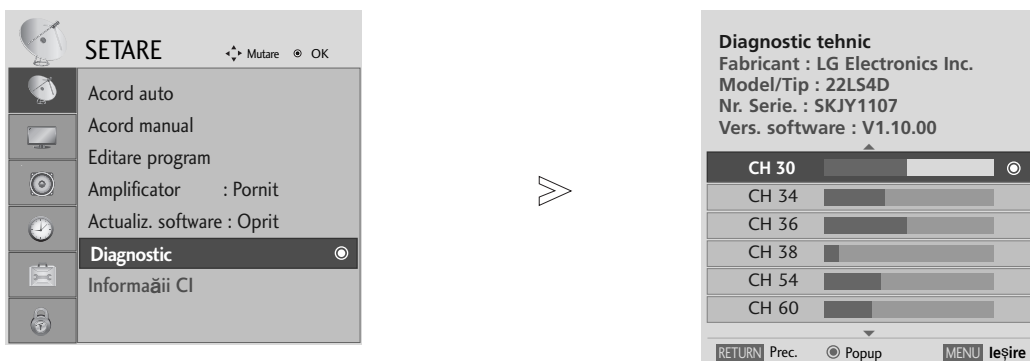 SETARE Mutare OK
Acord auto
Acord manual
Editare program
Amplificator : Pornit
Actualiz. software : Oprit
Diagnostic
Informaăii CI
Diagnostic tehnic
Fabricant : LG Electronics Inc.
Model/Tip : 22LS4D
Nr. Serie. : SKJY1107
Vers. software : V1.10.00
CH 30
CH 34
CH 36
CH 38
CH 54
CH 60
RETURN Prec. Popup MENU Ieșire